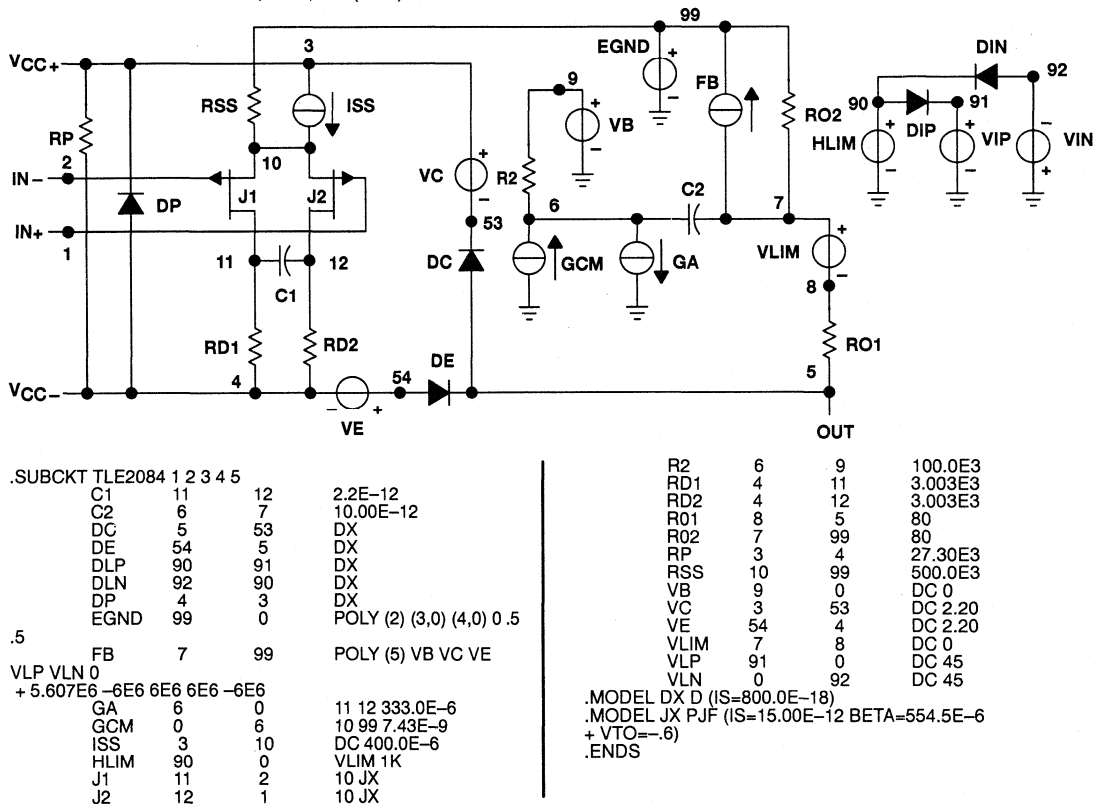 99
3
EGND
+
−
FB
RO2
VCC+
RSS
ISS
9
VB
+
−
DIN
92
90
91
DIP
HLIM
+
−
VIP
+
−
VIN
−
+
RP
2
IN−
10
J1
J2
VC
+
−
R2
C2
DP
IN+
1
6
7
53
11
12
C1
DC
GCM
GA
VLIM
+
−
8
RD1
RD2
RO1
VCC−
4
54
DE
5
− +
VE
OUT
.SUBCKT TLE2084 1 2 3 4 5
C1 11 12 2.2E−12
C2 6 7 10.00E−12
DC 5 53 DX
DE 54 5 DX
DLP 90 91 DX
DLN 92 90 DX
DP 4 3 DX
EGND 99 0 POLY (2) (3,0) (4,0) 0 .5
.5
FB 7 99 POLY (5) VB VC VE
VLP VLN 0
+ 5.607E6 −6E6 6E6 6E6 −6E6
GA 6 0 11 12 333.0E−6
GCM 0 6 10 99 7.43E−9
ISS 3 10 DC 400.0E−6
HLIM 90 0 VLIM 1K
J1 11 2 10 JX
J2 12 1 10 JX
R2 6 9 100.0E3
RD1 4 11 3.003E3
RD2 4 12 3.003E3
R01 8 5 80
R02 7 99 80
RP 3 4 27.30E3
RSS 10 99 500.0E3
VB 9 0 DC 0
VC 3 53 DC 2.20
VE 54 4 DC 2.20
VLIM 7 8 DC 0
VLP 91 0 DC 45
VLN 0 92 DC 45
.MODEL DX D (IS=800.0E−18)
.MODEL JX PJF (IS=15.00E−12 BETA=554.5E−6
+ VTO=−.6)
.ENDS